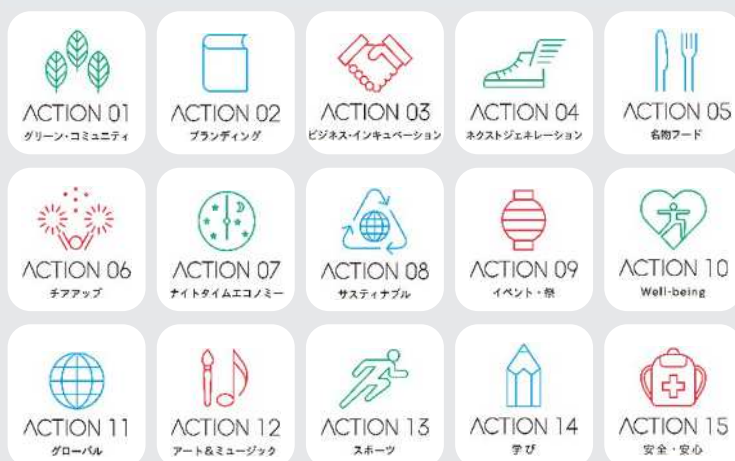 ACTION 01
グリーン・コミュニティ
ACTION 02
ブランディング
ACTION 03
ビジネス・インキュベーション
ACTION 04
ネクストジェネレーション
ACTION 05
名物フード
ACTION 06
チアアップ
ACTION 07
ナイトタイムエコノミー
ACTION 08
サスティナブル
ACTION 09
イベント・祭
ACTION 10
Well-being
ACTION 11
グローバル
ACTION 12
アート&ミュージック
ACTION 13
スポーツ
ACTION 14
学び
ACTION 15
安全・安心